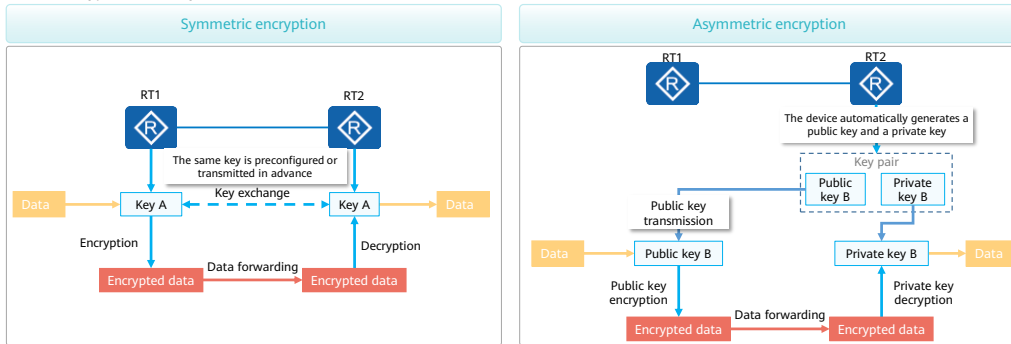 Symmetric encryption
RT1
R
RT2
R
The same key is preconfigured or
transmitted in advance
Key exchange
Data
Key A
Key A
Data
Encryption
Decryption
Data forwarding
Encrypted data
Encrypted data
Asymmetric encryption
RT1
R
RT2
R
The device automatically generates a
public key and a private key
Key pair
Public
key B
Private
key B
Public key
transmission
Data
Public key B
Private key B
Data
Public key
encryption
Private key
decryption
Data forwarding
Encrypted data
Encrypted data